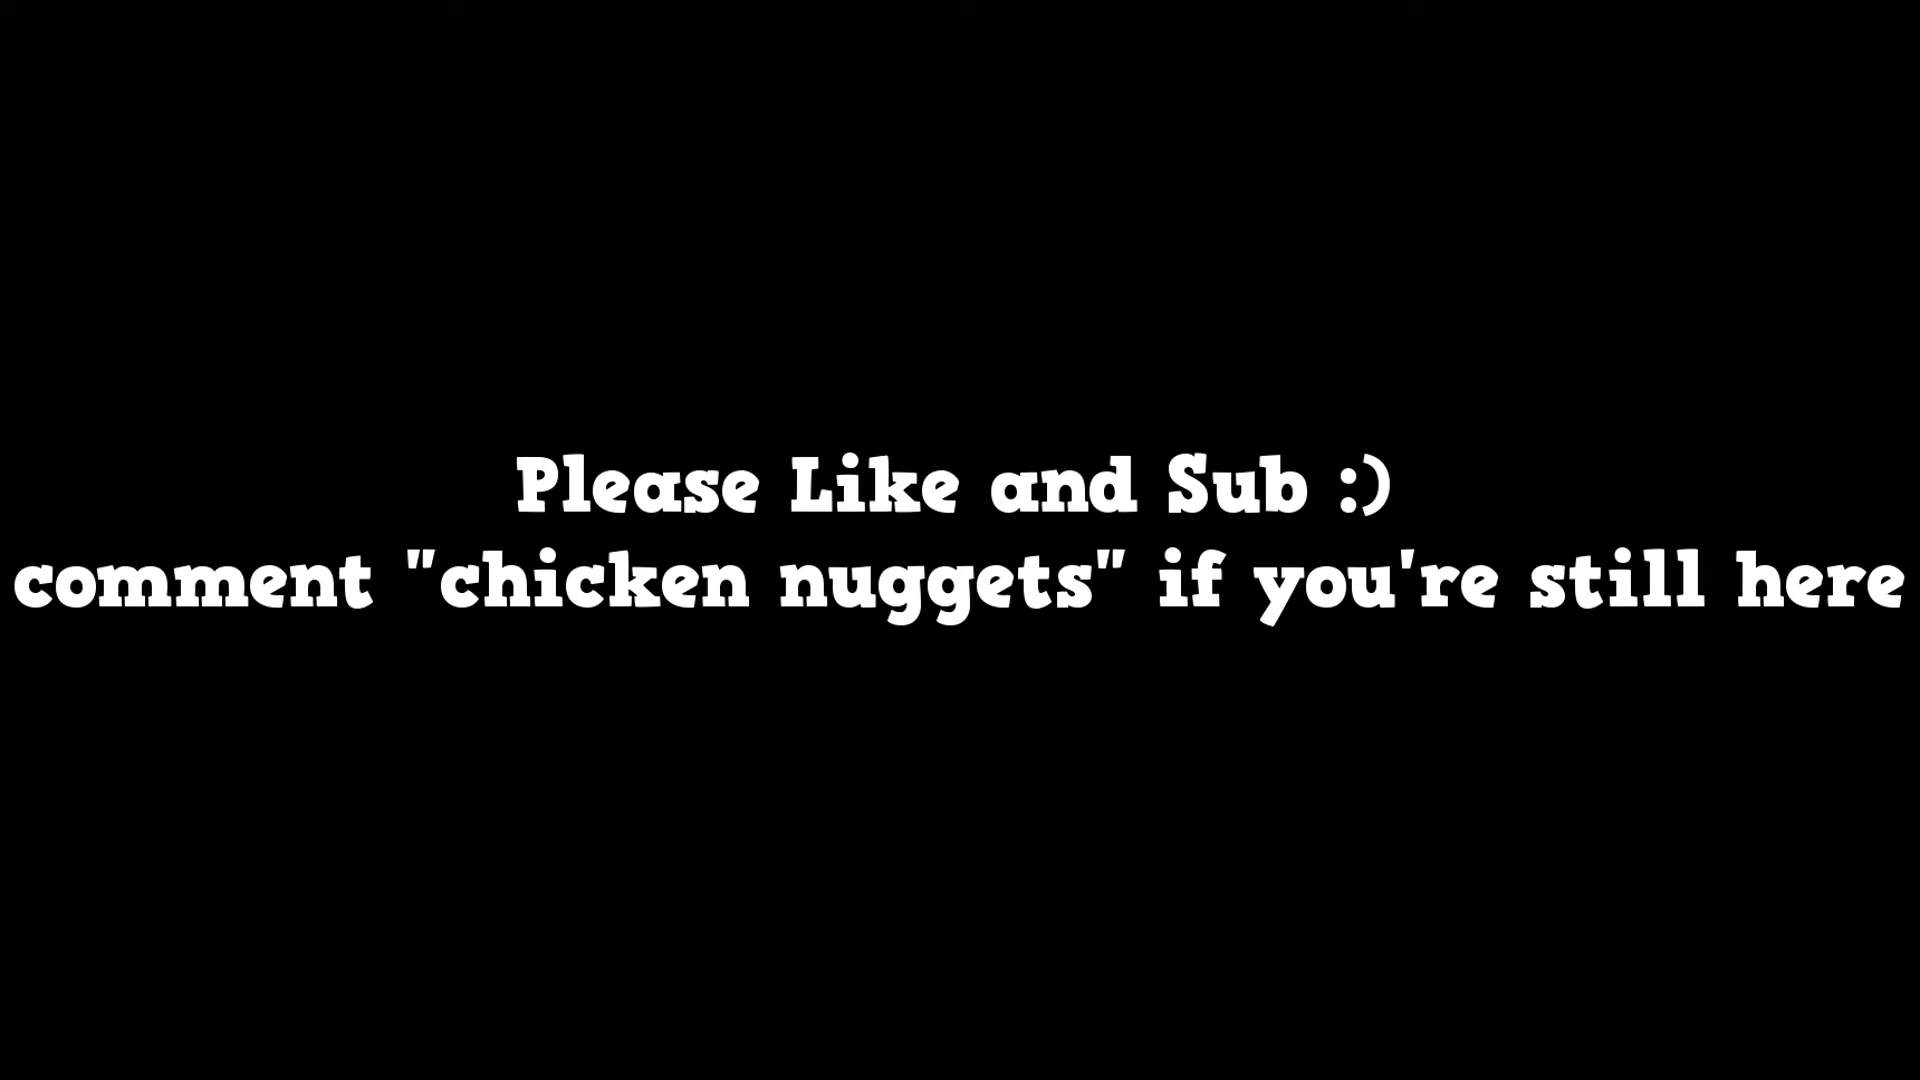 Please Like and Sub :)
comment "chicken nuggets" if you're still here